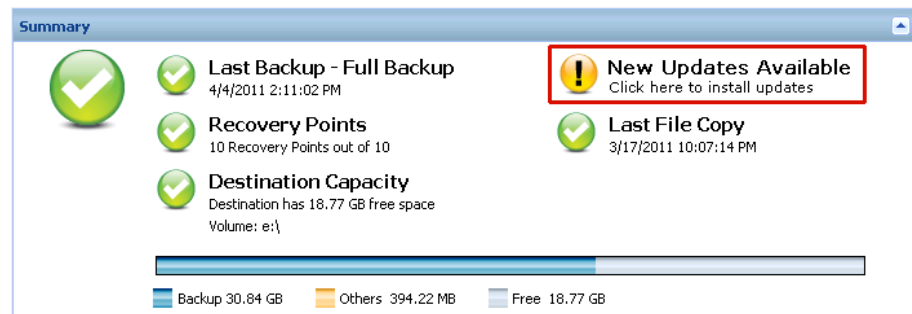 Summary
Last Backup - Full Backup
4/4/2011 2:11:02 PM
New Updates Available
Click here to install updates
Recovery Points
10 Recovery Points out of 10
Last File Copy
3/17/2011 10:07:14 PM
Destination Capacity
Destination has 18.77 GB free space
Volume: e:\
Backup 30.84 GB Others 394.22 MB Free 18.77 GB